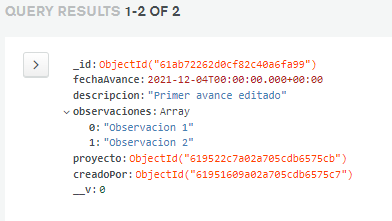 QUERY RESULTS 1-2 OF 2
_id: ObjectId("61ab72262d0cf82c40a6fa99")
fechaAvance: 2021-12-04T00:00:00.000+00:00
descripcion: "Primer avance editado"
observaciones: Array
0: "Observacion 1"
1: "Observacion 2"
proyecto: ObjectId("619522c7a02a705cdb6575cb")
creadoPor: ObjectId("61951609a02a705cdb6575c7")
__v: 0